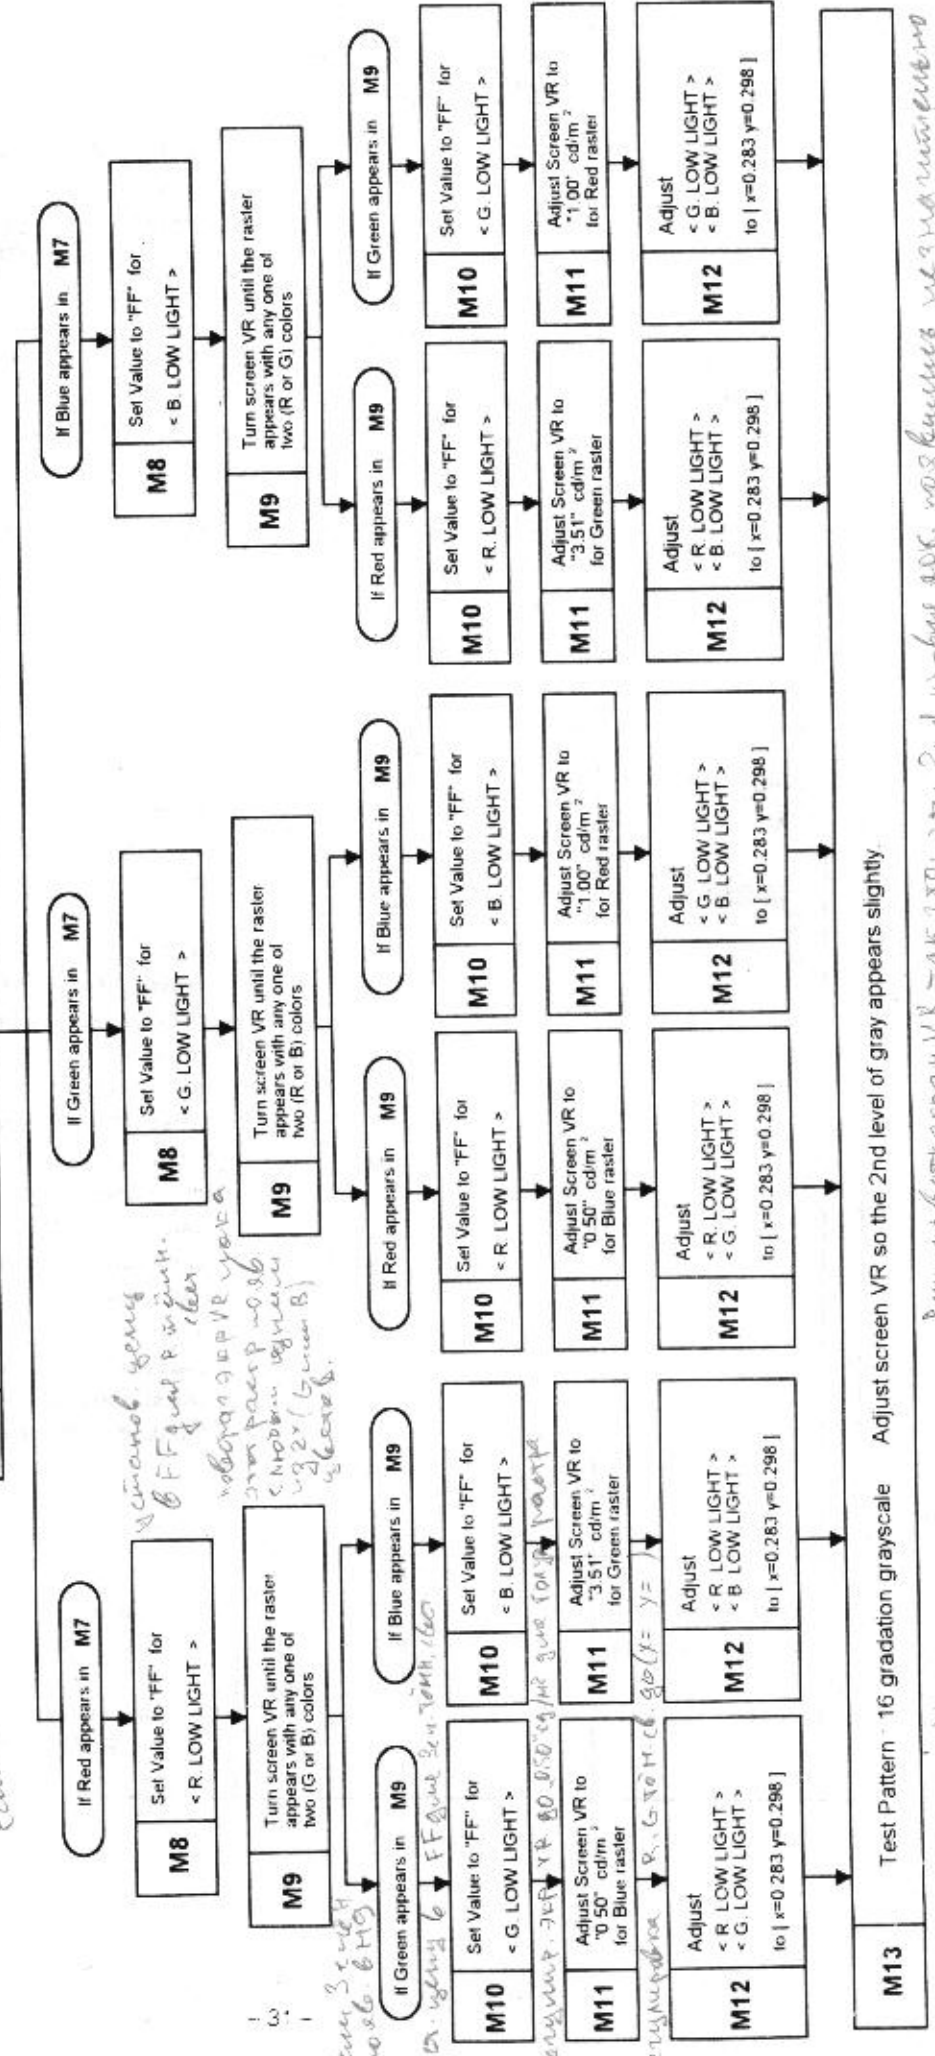 If Red appears in M7
M8
Set Value to "FF" for
< R. LOW LIGHT >
M9
Turn screen VR until the raster
appears with any one of
two (G or B) colors
If Green appears in M9
M10
Set Value to "FF" for
< G. LOW LIGHT >
M11
Adjust Screen VR to
"0 50" cd/m 2
for Blue raster
M12
Adjust
< R. LOW LIGHT >
< G. LOW LIGHT >
to [ x=0 283 y=0.298 ]
If Blue appears in M9
M10
Set Value to "FF" for
< B. LOW LIGHT >
M11
Adjust Screen VR to
"3.51" cd/m 2
for Green raster
M12
Adjust
< R. LOW LIGHT >
< B. LOW LIGHT >
to [ x=0.283 y=0.298 ]
If Green appears in M7
M8
Set Value to "FF" for
< G. LOW LIGHT >
M9
Turn screen VR until the raster
appears with any one of
two (R or B) colors
If Red appears in M9
M10
Set Value to "FF" for
< R. LOW LIGHT >
M11
Adjust Screen VR to
"0 50" cd/m 2
for Blue raster
M12
Adjust
< R. LOW LIGHT >
< G. LOW LIGHT >
to [ x=0.283 y=0.298 ]
If Blue appears in M9
M10
Set Value to "FF" for
< B. LOW LIGHT >
M11
Adjust Screen VR to
"1.00" cd/m 2
for Red raster
M12
Adjust
< G. LOW LIGHT >
< B. LOW LIGHT >
to [ x=0.283 y=0.298 ]
If Blue appears in M7
M8
Set Value to "FF" for
< B. LOW LIGHT >
M9
Turn screen VR until the raster
appears with any one of
two (R or G) colors
If Red appears in M9
M10
Set Value to "FF" for
< R. LOW LIGHT >
M11
Adjust Screen VR to
"3.51" cd/m 2
for Green raster
M12
Adjust
< R. LOW LIGHT >
< B. LOW LIGHT >
to [ x=0.283 y=0.298 ]
If Green appears in M9
M10
Set Value to "FF" for
< G. LOW LIGHT >
M11
Adjust Screen VR to
"1.00" cd/m 2
for Red raster
M12
Adjust
< G. LOW LIGHT >
< B. LOW LIGHT >
to [ x=0.283 y=0.298 ]
M13
Test Pattern - 16 gradation grayscale Adjust screen VR so the 2nd level of gray appears slightly.
- 31 -